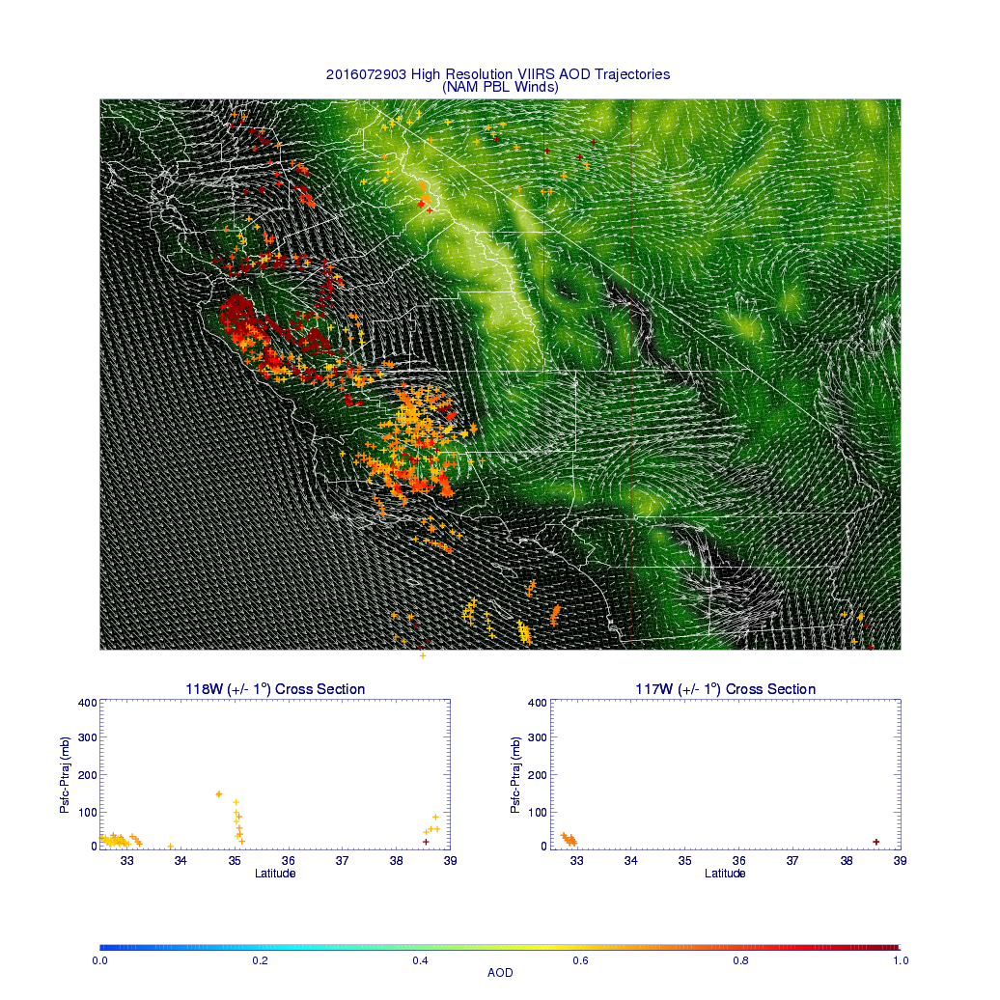 2016072903 High Resolution VIIRS AOD Trajectories
(NAM PBL Winds)
118W (+/- 1°) Cross Section
117W (+/- 1°) Cross Section
Psfc-Ptraj (mb)
400
300
200
100
0
33 34 35 36 37 38 39
Latitude
Psfc-Ptraj (mb)
400
300
200
100
0
33 34 35 36 37 38 39
Latitude
0.0 0.2 0.4 0.6 0.8 1.0
AOD